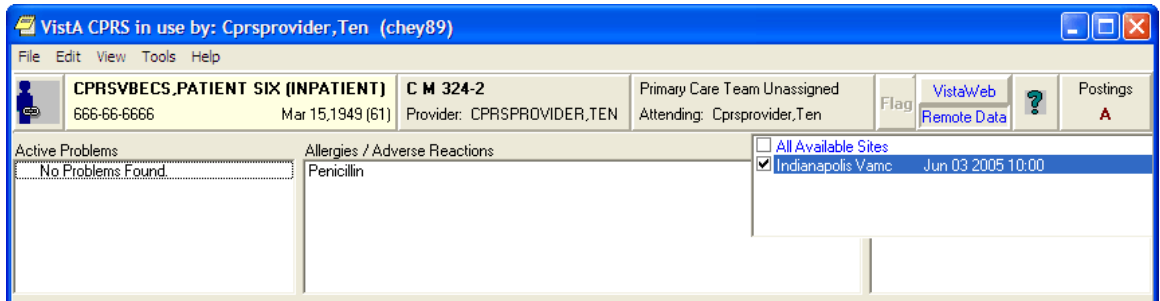 VistA CPRS in use by: Cprsprovider,Ten (chey89)
File Edit View Tools Help
CPRSVBECS,PATIENT SIX (INPATIENT)
666-66-6666 Mar 15,1949 (61)
C M 324-2
Provider: CPRSPROVIDER,TEN
Primary Care Team Unassigned
Attending: Cprsprovider,Ten
Flag
VistaWeb
Remote Data
?
Postings
A
Active Problems
No Problems Found.
Allergies / Adverse Reactions
Penicillin
All Available Sites
Indianapolis Vamc Jun 03 2005 10:00